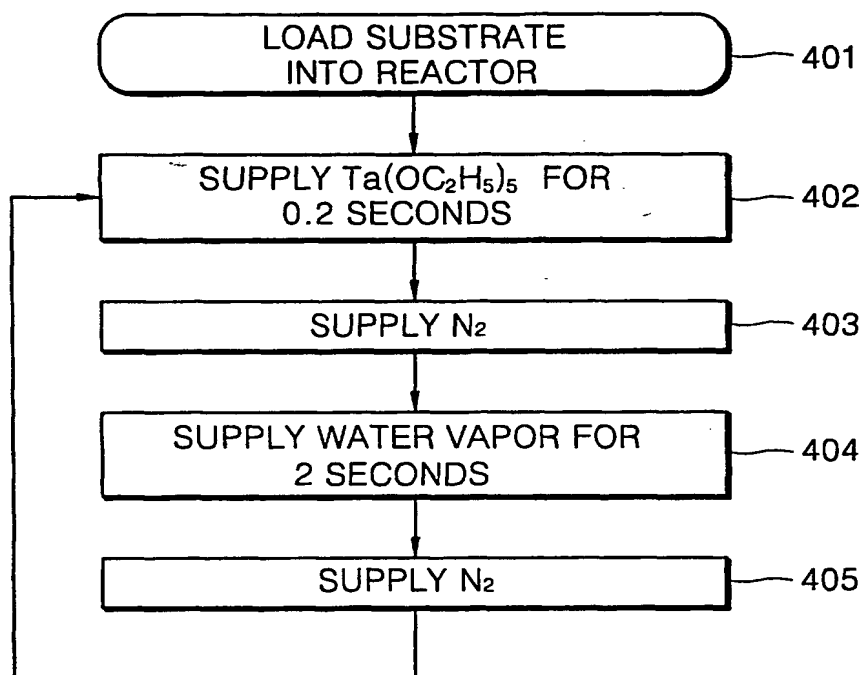 LOAD SUBSTRATE
INTO REACTOR
401
SUPPLY Ta(OC₂H₅)₅ FOR
0.2 SECONDS
402
SUPPLY N₂
403
SUPPLY WATER VAPOR FOR
2 SECONDS
404
SUPPLY N₂
405